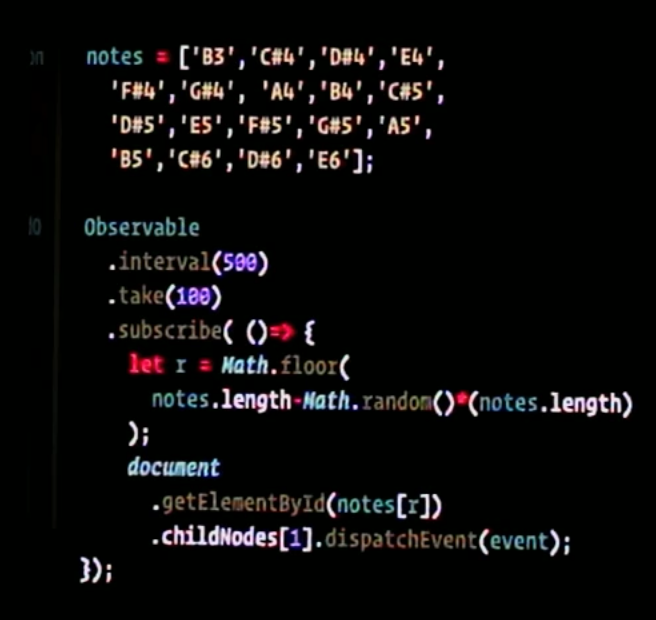 notes = ['B3','C#4','D#4','E4',
'F#4','G#4', 'A4','B4','C#5',
'D#5','E5','F#5','G#5','A5',
'B5','C#6','D#6','E6'];
Observable
.interval(500)
.take(100)
.subscribe( ()=> {
let r = Math.floor(
notes.length-Math.random()*(notes.length)
);
document
.getElementById(notes[r])
.childNodes[1].dispatchEvent(event);
});